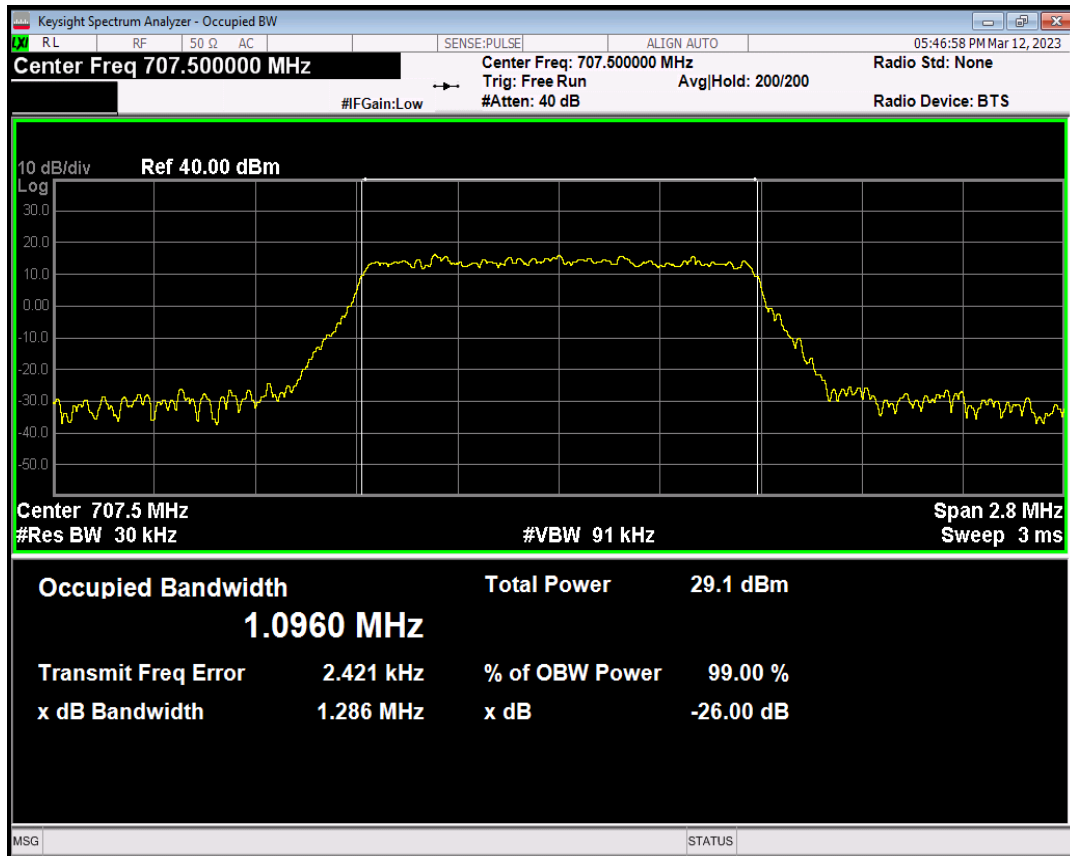 Keysight Spectrum Analyzer - Occupied BW
LXI RL RF 50 Ω AC SENSE:PULSE ALIGN AUTO 05:46:58 PM Mar 12, 2023
Center Freq 707.500000 MHz Center Freq: 707.500000 MHz Radio Std: None
Trig: Free Run Avg|Hold: 200/200
#IFGain:Low #Atten: 40 dB Radio Device: BTS
10 dB/div Ref 40.00 dBm
Log
30.0
20.0
10.0
0.00
-10.0
-20.0
-30.0
-40.0
-50.0
Center 707.5 MHz Span 2.8 MHz
#Res BW 30 kHz #VBW 91 kHz Sweep 3 ms
Occupied Bandwidth Total Power 29.1 dBm
1.0960 MHz
Transmit Freq Error 2.421 kHz % of OBW Power 99.00 %
x dB Bandwidth 1.286 MHz x dB -26.00 dB
MSG STATUS